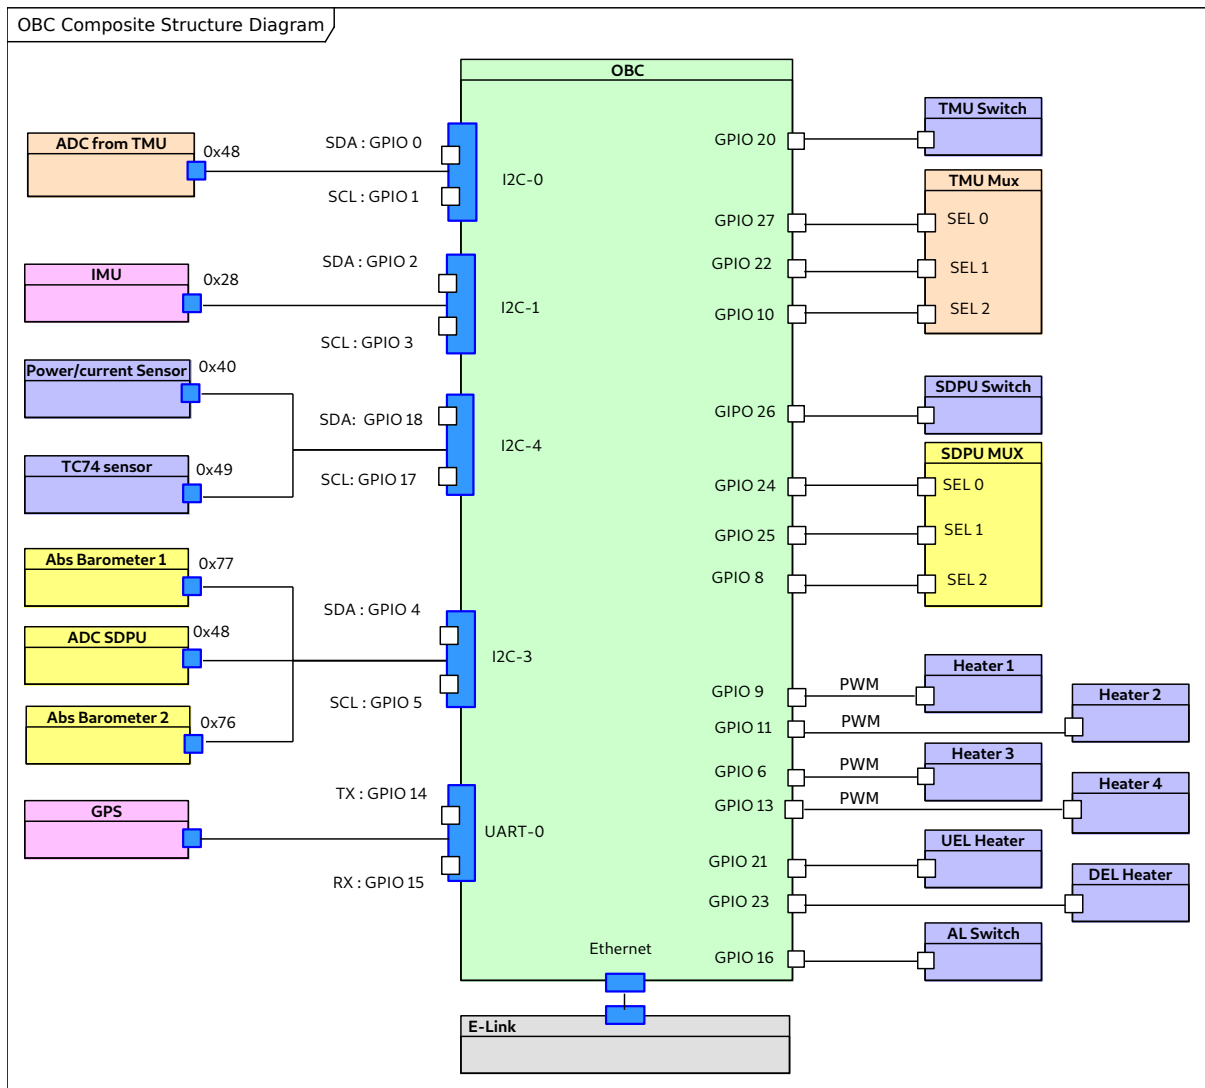 OBC Composite Structure Diagram
OBC
ADC from TMU
0x48
SDA : GPIO 0
SCL : GPIO 1
I2C-0
IMU
0x28
SDA : GPIO 2
SCL : GPIO 3
I2C-1
Power/current Sensor
0x40
TC74 sensor
0x49
SDA:  GPIO 18
SCL: GPIO 17
I2C-4
Abs Barometer 1
0x77
ADC SDPU
0x48
Abs Barometer 2
0x76
SDA : GPIO 4
SCL : GPIO 5
I2C-3
GPS
TX : GPIO 14
RX : GPIO 15
UART-0
GPIO 20
TMU Switch
TMU Mux
GPIO 27
SEL 0
GPIO 22
SEL 1
GPIO 10
SEL 2
GIPO 26
SDPU Switch
SDPU MUX
GPIO 24
SEL 0
GPIO 25
SEL 1
GPIO 8
SEL 2
GPIO 9
PWM
Heater 1
GPIO 11
PWM
Heater 2
GPIO 6
PWM
Heater 3
GPIO 13
PWM
Heater 4
GPIO 21
UEL Heater
GPIO 23
DEL Heater
GPIO 16
AL Switch
Ethernet
E-Link